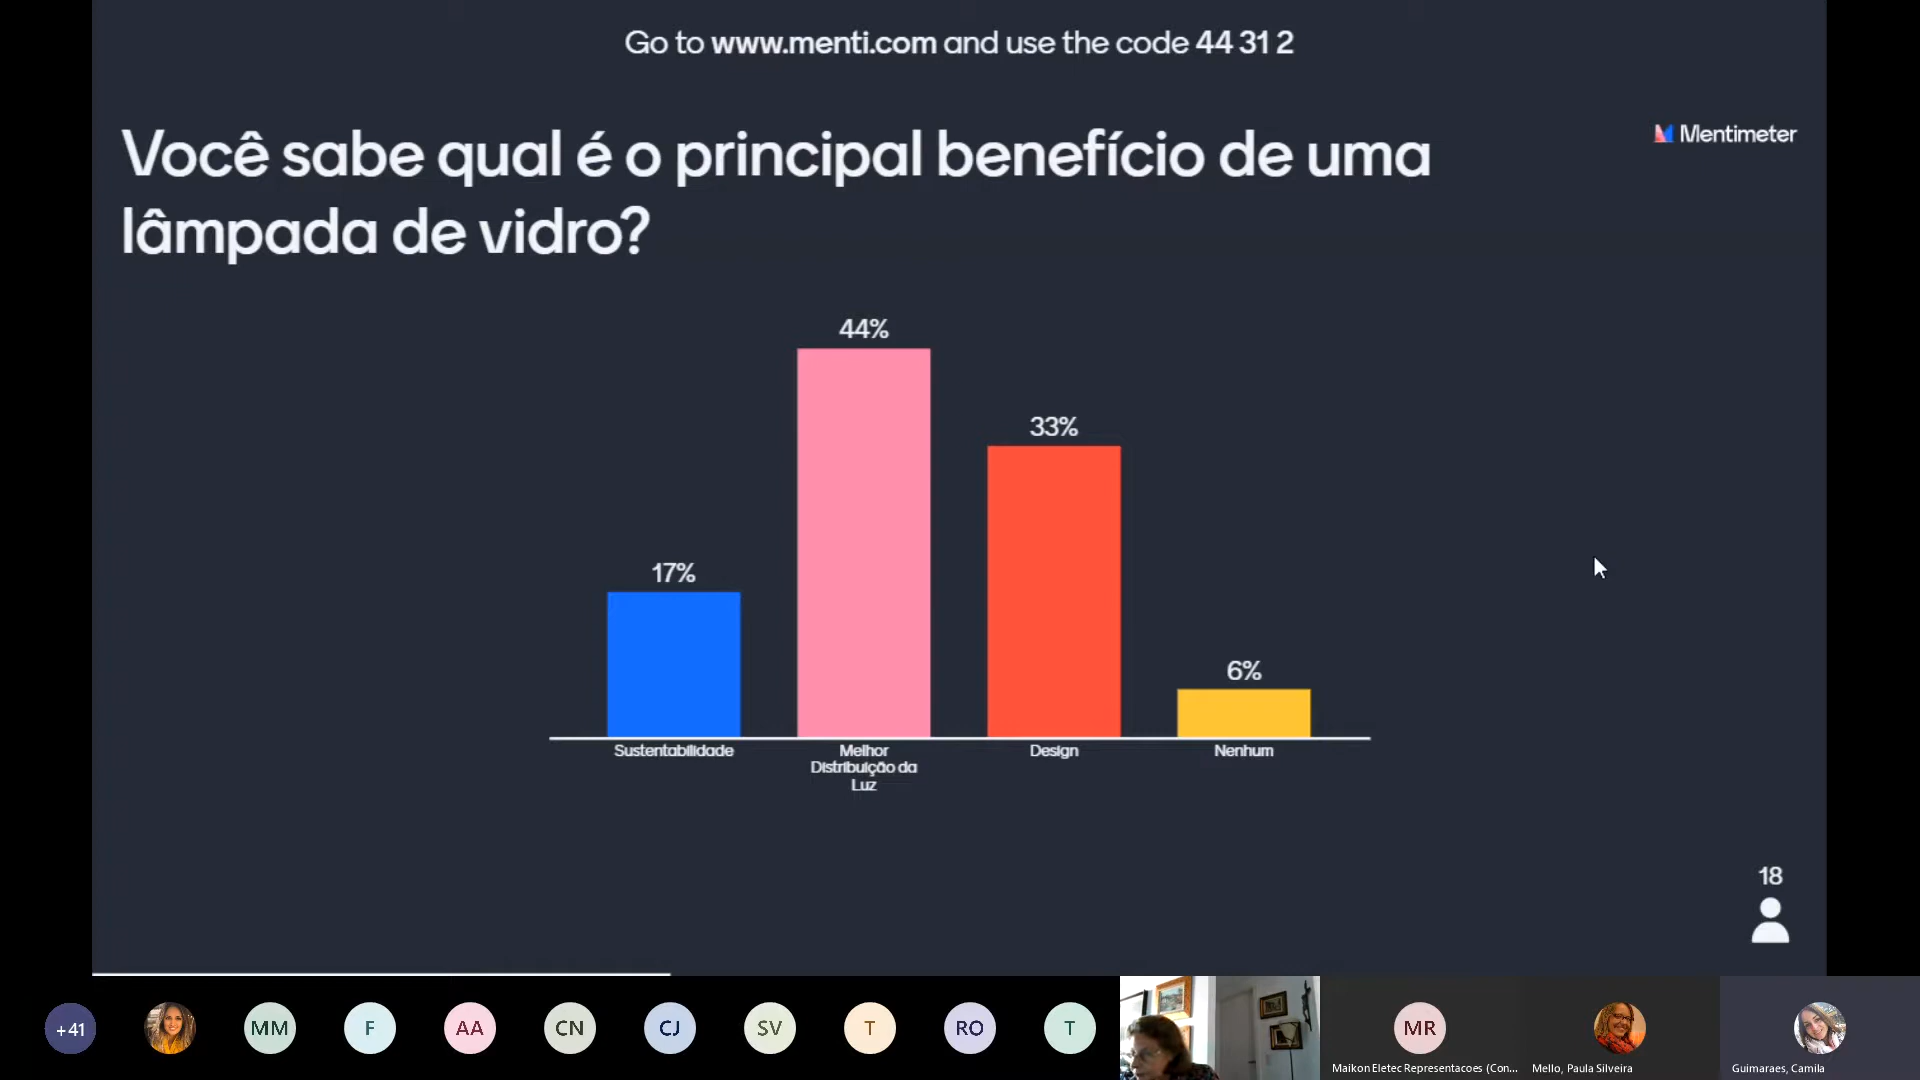 Go to www.menti.com and use the code 44 31 2
Mentimeter
Você sabe qual é o principal benefício de uma
lâmpada de vidro?
44%
33%
17%
6%
Sustentabilidade
Melhor
Distribuição da
Luz
Design
Nenhum
18
+41
MM
F
AA
CN
CJ
SV
T
RO
T
MR
Maikon Eletec Representacoes (Con...
Mello, Paula Silveira
Guimaraes, Camila